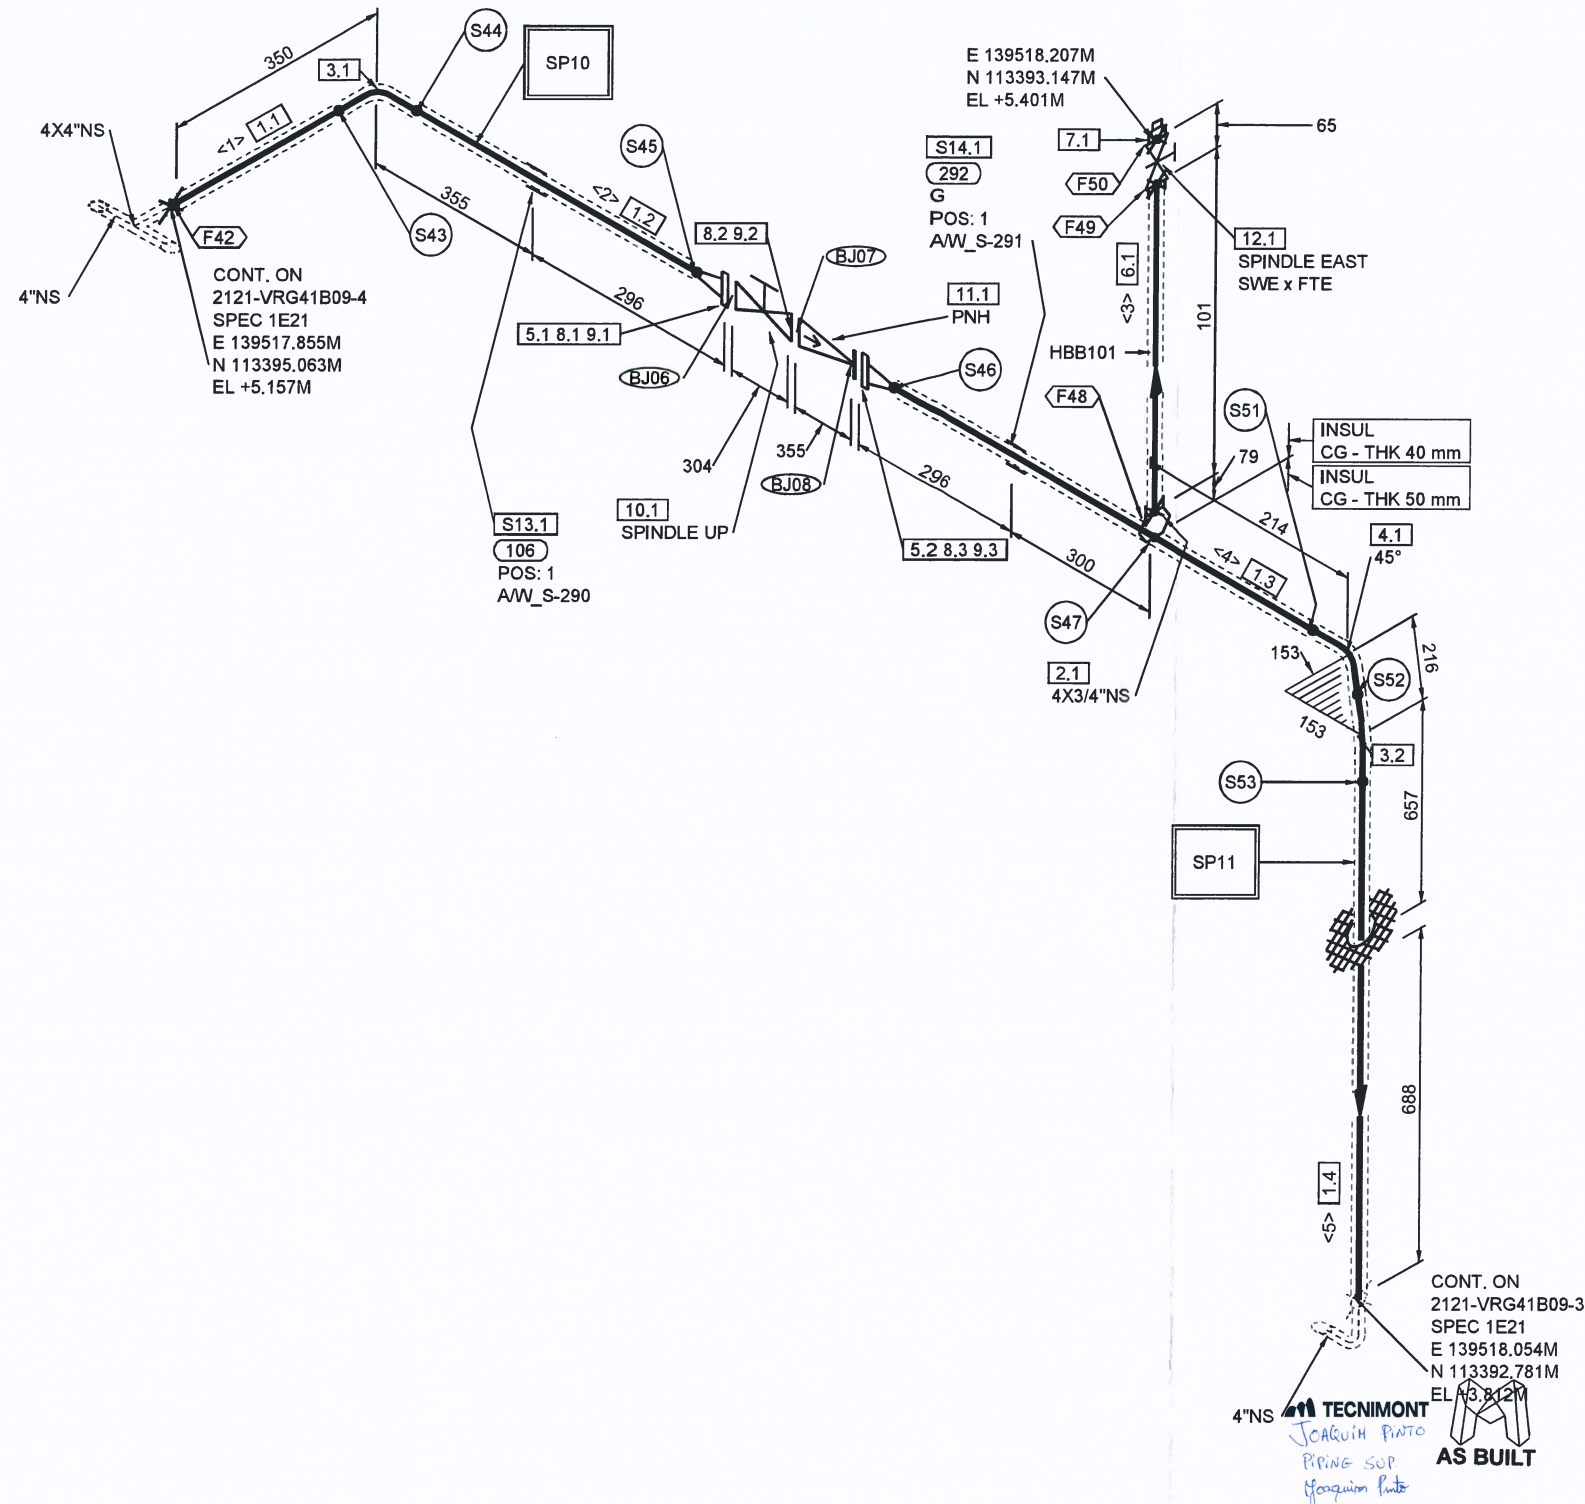 350
3.1
S44
SP10
4X4"NS
<1> 1.1
4"NS
F42
S43
CONT. ON
2121-VRG41B09-4
SPEC 1E21
E 139517.855M
N 113395.063M
EL +5.157M
355
S45
<2> 1.2
296
8.2 9.2
BJ07
5.1 8.1 9.1
BJ06
11.1
PNH
304
355
BJ08
10.1
SPINDLE UP
S13.1
106
POS: 1
A/W_S-290
S14.1
292
G
POS: 1
A/W_S-291
S46
296
5.2 8.3 9.3
300
E 139518.207M
N 113393.147M
EL +5.401M
7.1
65
F50
F49
12.1
SPINDLE EAST
SWE x FTE
<3> 6.1
101
HBB101
F48
S51
79
INSUL
CG - THK 40 mm
INSUL
CG - THK 50 mm
214
4.1
45°
<4> 1.3
S47
2.1
4X3/4"NS
153
216
S52
153
3.2
S53
657
SP11
688
<5> 1.4
CONT. ON
2121-VRG41B09-3
SPEC 1E21
E 139518.054M
N 113392.781M
EL +3.812M
4"NS
TECNIMONT
JOAQUIM PINTO
PIPING SUP.
Joaquim Pinto
AS BUILT